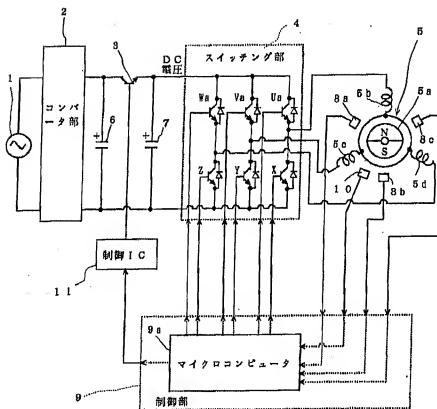 2
3
4
DC
電圧
スイッチング部
5
1
コンバータ部
6
7
Wa
Va
Ua
Z
Y
X
8a
5b
5a
8c
N
S
5c
5d
10
8b
制御IC
11
9a
マイクロコンピュータ
9
制御部